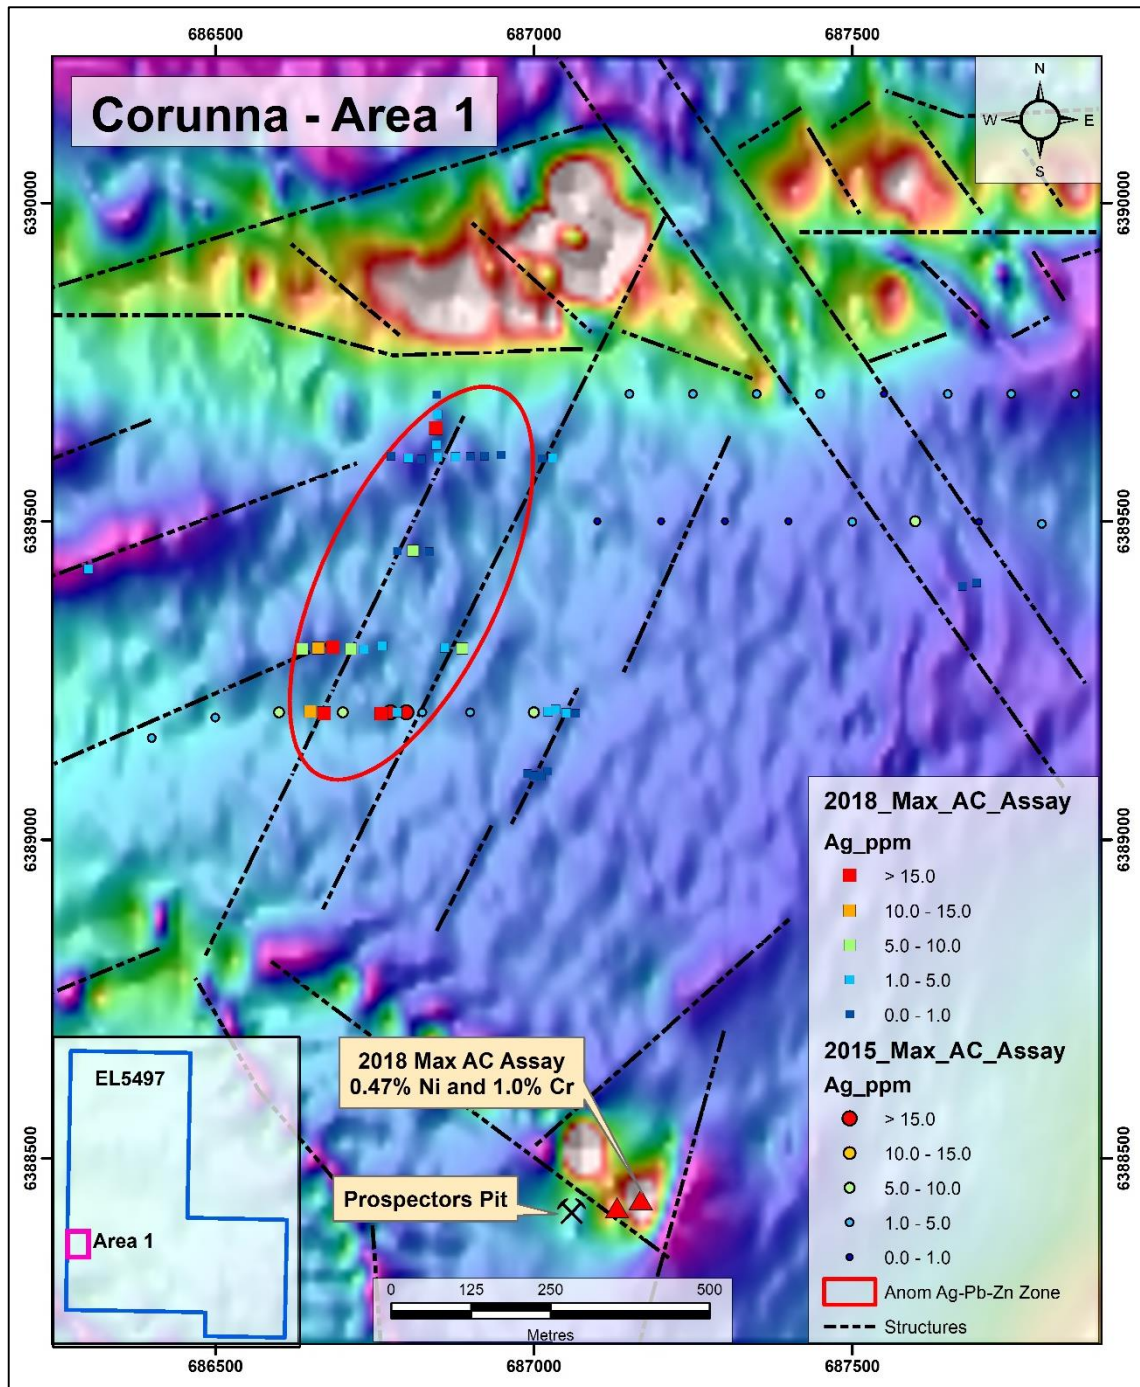 686500
687000
687500
Corunna - Area 1
N
W
E
S
6390000
6390000
6389500
6389500
6389000
6389000
6388500
6388500
2018_Max_AC_Assay
Ag_ppm
> 15.0
10.0 - 15.0
5.0 - 10.0
1.0 - 5.0
0.0 - 1.0
2015_Max_AC_Assay
Ag_ppm
> 15.0
10.0 - 15.0
5.0 - 10.0
1.0 - 5.0
0.0 - 1.0
Anom Ag-Pb-Zn Zone
Structures
2018 Max AC Assay
0.47% Ni and 1.0% Cr
Prospectors Pit
EL5497
Area 1
0
125
250
500
Metres
686500
687000
687500